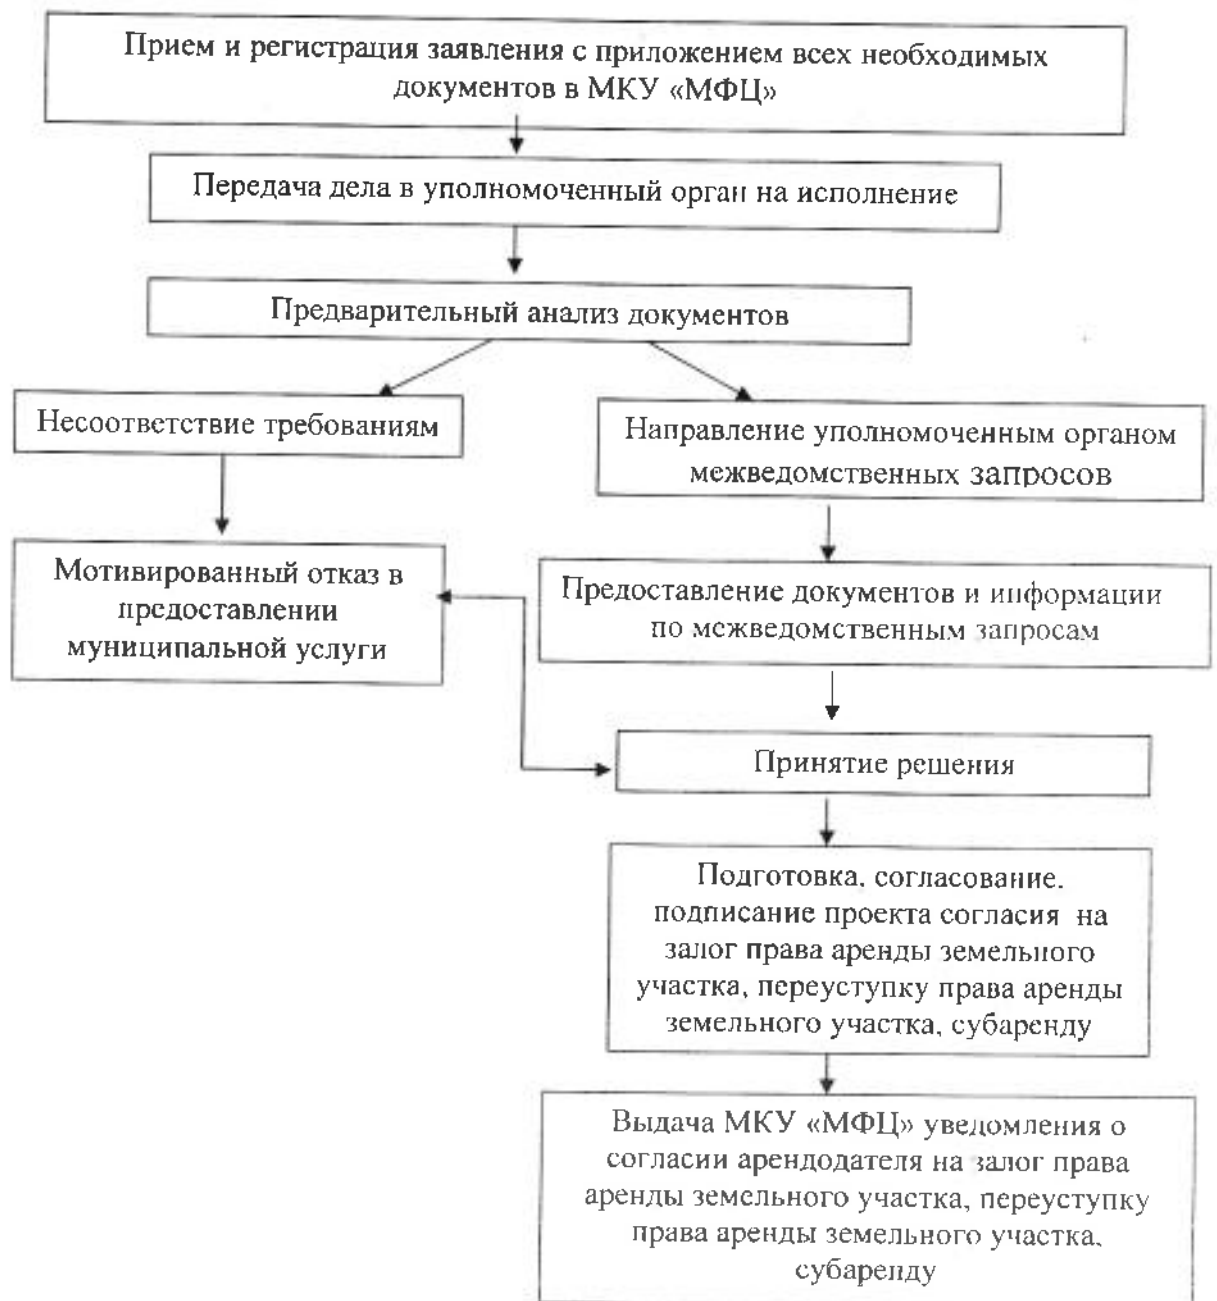 Прием и регистрация заявления с приложением всех необходимых
документов в МКУ «МФЦ»
Передача дела в уполномоченный орган на исполнение
Предварительный анализ документов
Несоответствие требованиям
Направление уполномоченным органом
межведомственных запросов
Мотивированный отказ в
предоставлении
муниципальной услуги
Предоставление документов и информации
по межведомственным запросам
Принятие решения
Подготовка, согласование,
подписание проекта согласия на
залог права аренды земельного
участка, переуступку права аренды
земельного участка, субаренду
Выдача МКУ «МФЦ» уведомления о
согласии арендодателя на залог права
аренды земельного участка, переуступку
права аренды земельного участка,
субаренду